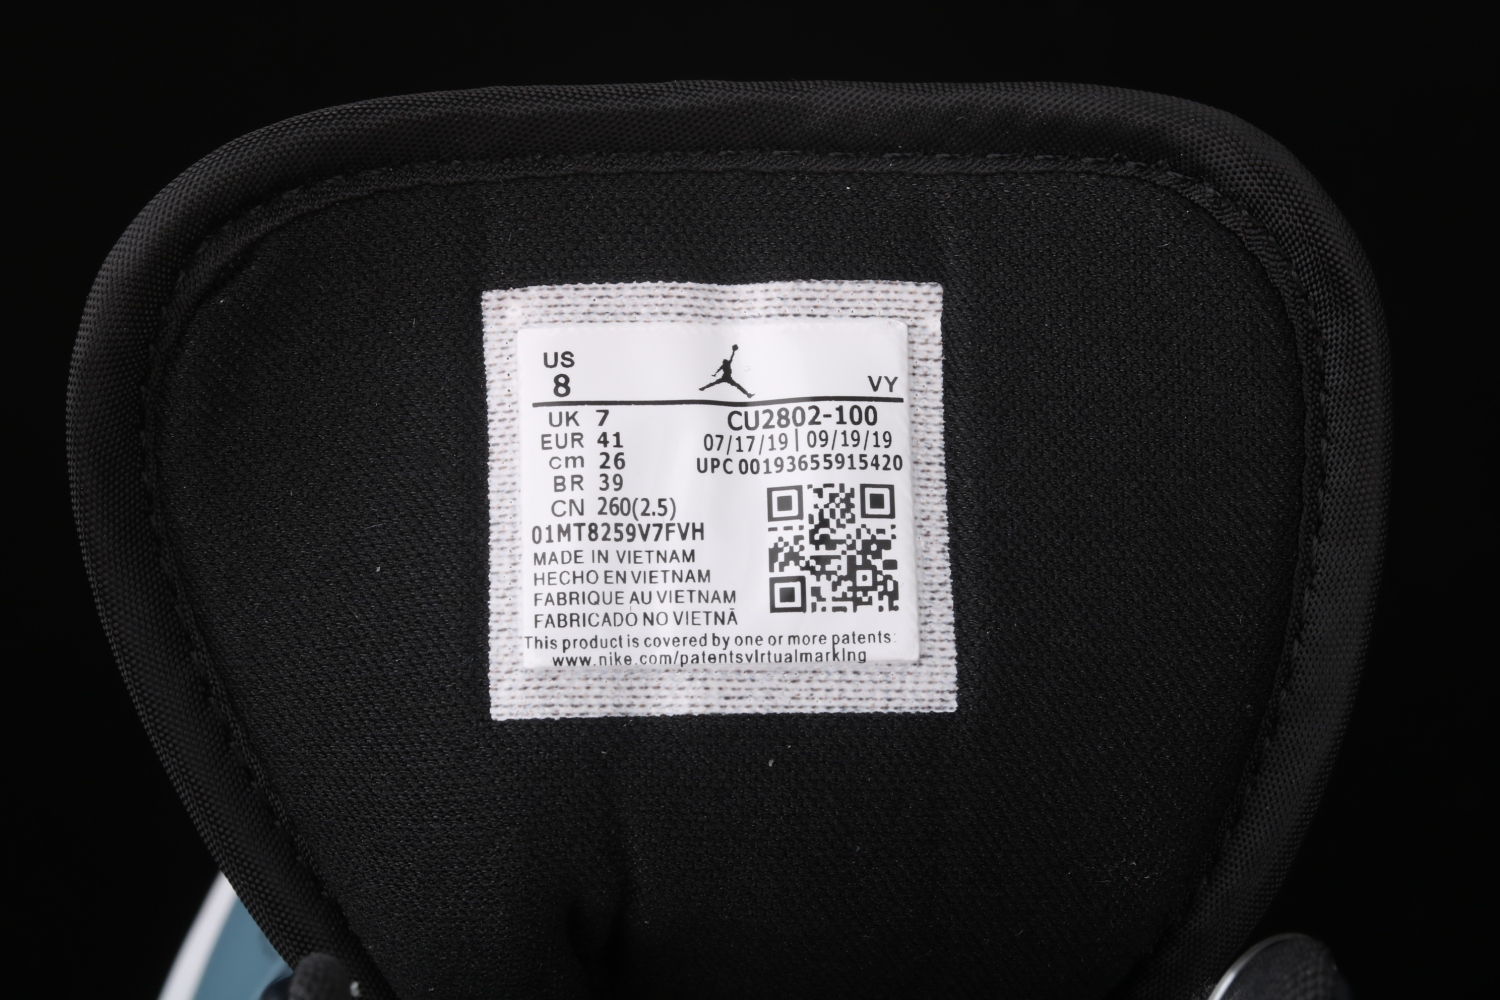 US
8
VY
UK 7
EUR 41
cm 26
BR 39
CN 260(2.5)
CU2802-100
07/17/19 | 09/19/19
UPC 00193655915420
01MT8259V7FVH
MADE IN VIETNAM
HECHO EN VIETNAM
FABRIQUE AU VIETNAM
FABRICADO NO VIETNÃ
This product is covered by one or more patents:
www.nike.com/patentsvlrtualmarklng